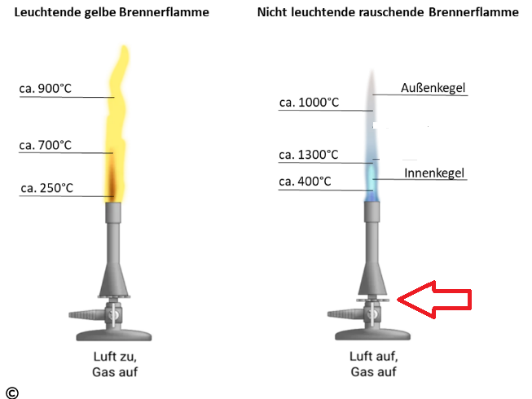 Leuchtende gelbe Brennerflamme
ca. 900°C
ca. 700°C
ca. 250°C
Luft zu,
Gas auf
Nicht leuchtende rauschende Brennerflamme
Außenkegel
ca. 1000°C
ca. 1300°C
Innenkegel
ca. 400°C
Luft auf,
Gas auf
©